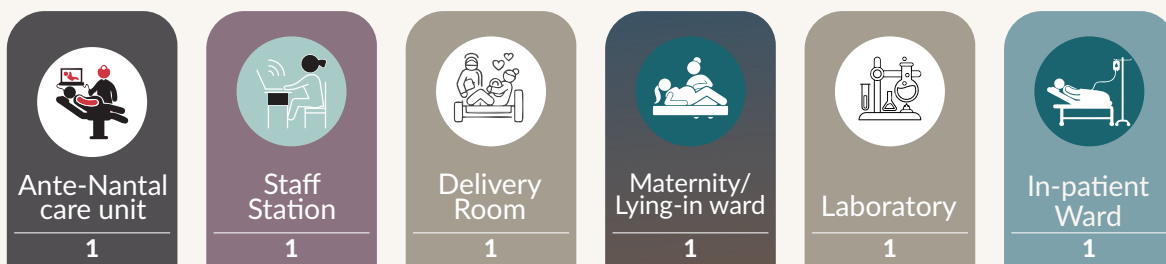 Ante-Nantal
care unit
1
Staff
Station
1
Delivery
Room
1
Maternity/
Lying-in ward
1
Laboratory
1
In-patient
Ward
1